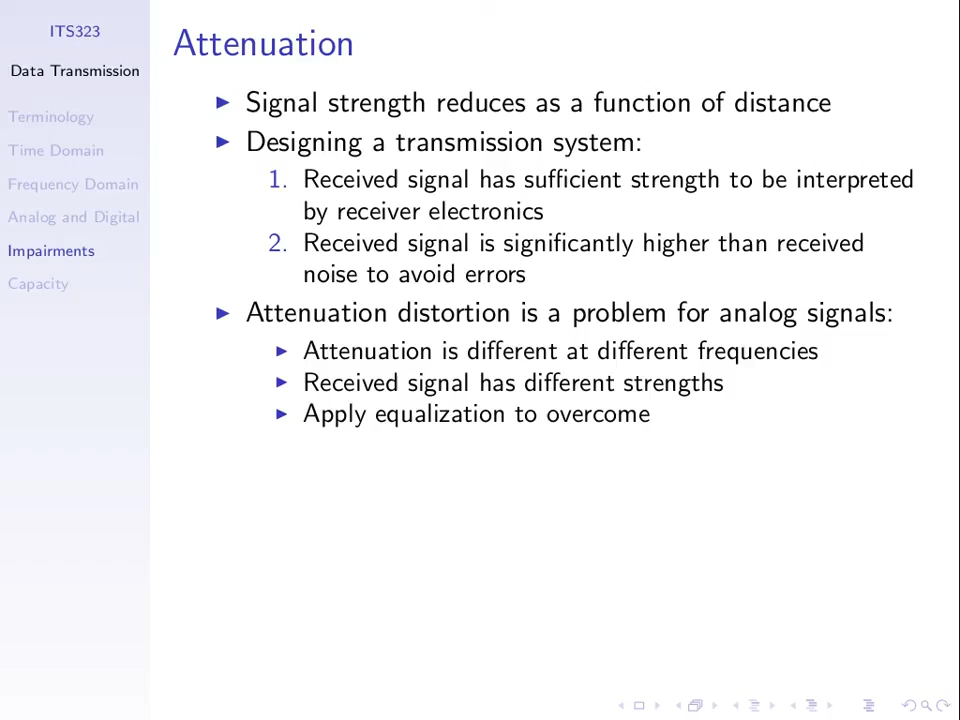 ITS323
Data Transmission
Terminology
Time Domain
Frequency Domain
Analog and Digital
Impairments
Capacity
Attenuation
Signal strength reduces as a function of distance
Designing a transmission system:
1. Received signal has sufficient strength to be interpreted
by receiver electronics
2. Received signal is significantly higher than received
noise to avoid errors
Attenuation distortion is a problem for analog signals:
Attenuation is different at different frequencies
Received signal has different strengths
Apply equalization to overcome